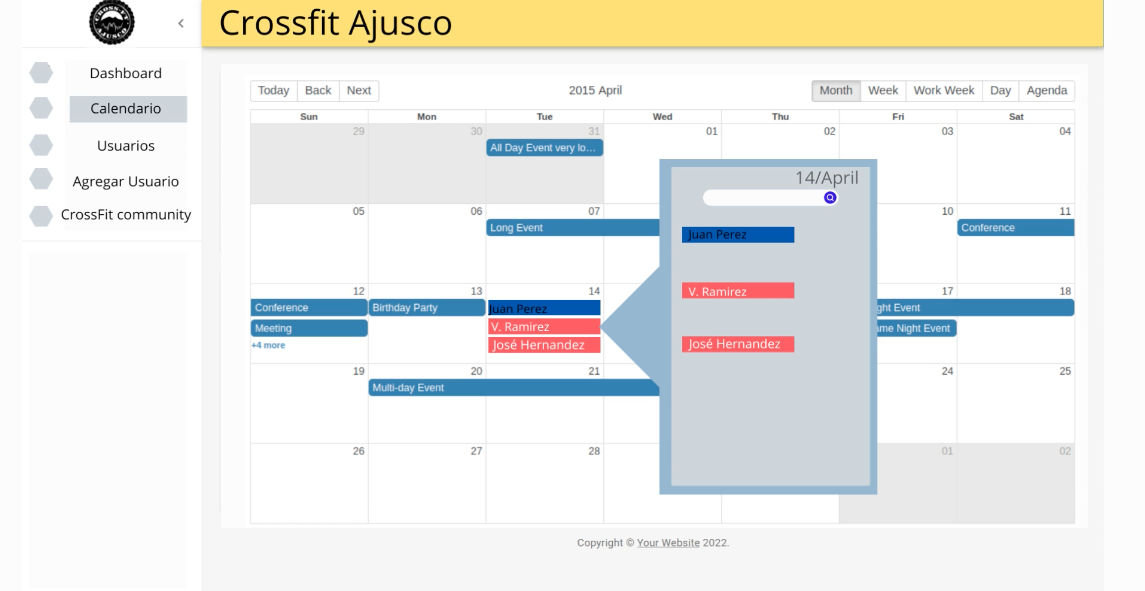 CROSS-FIT
AJUSCO
Crossfit Ajusco
Dashboard
Calendario
Usuarios
Agregar Usuario
CrossFit community
Today Back Next
2015 April
Month Week Work Week Day Agenda
Sun Mon Tue Wed Thu Fri Sat
29 30 31 01 02 03 04
All Day Event very lo...
05 06 07 10 11
Long Event Conference
12 13 14 17 18
Conference Birthday Party Juan Perez ght Event
Meeting V. Ramirez me Night Event
+4 more José Hernandez
19 20 21 24 25
Multi-day Event
26 27 28 01 02
14/April
Juan Perez
V. Ramirez
José Hernandez
Copyright © Your Website 2022.